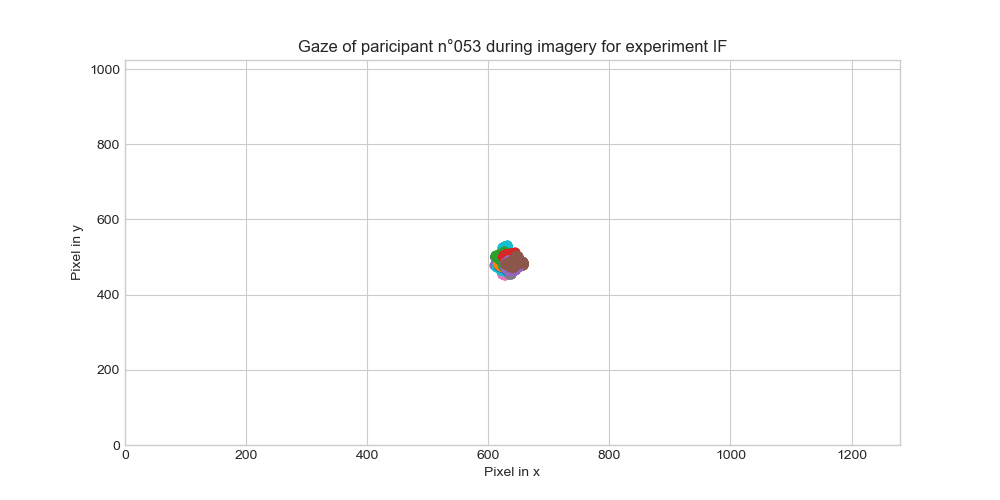 Gaze of paricipant n°053 during imagery for experiment IF
1000
800
600
400
200
0
0 200 400 600 800 1000 1200
Pixel in y
Pixel in x